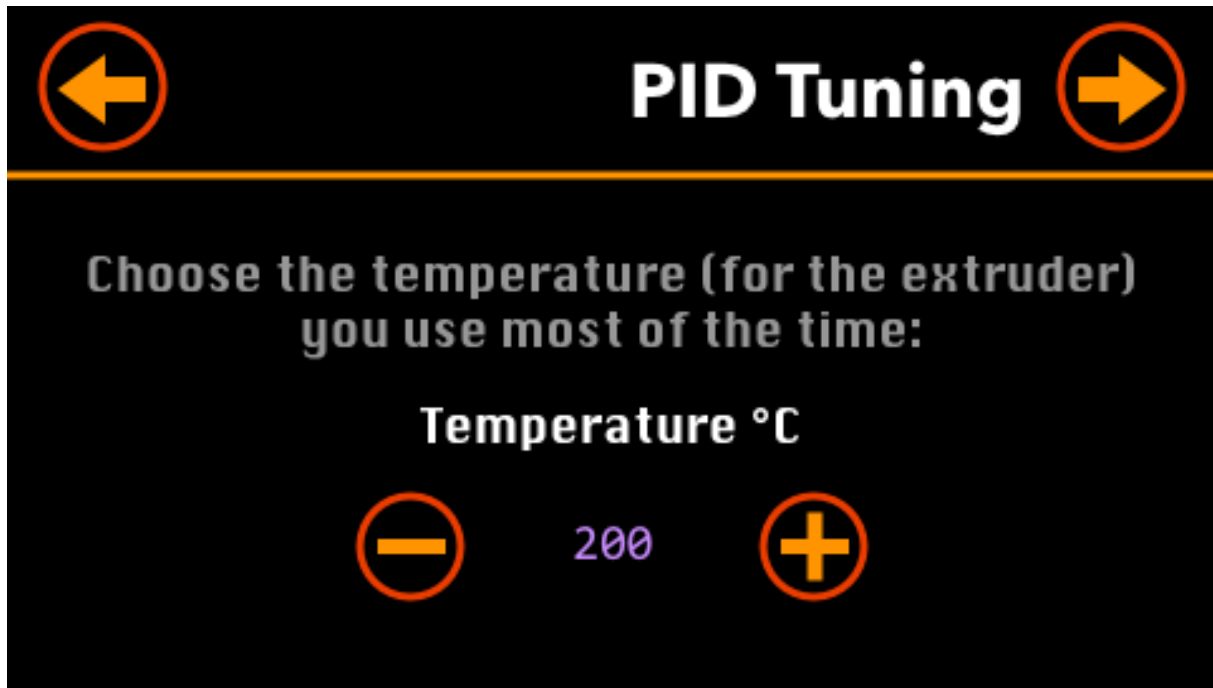 PID Tuning
Choose the temperature (for the extruder)
you use most of the time:
Temperature °C
200